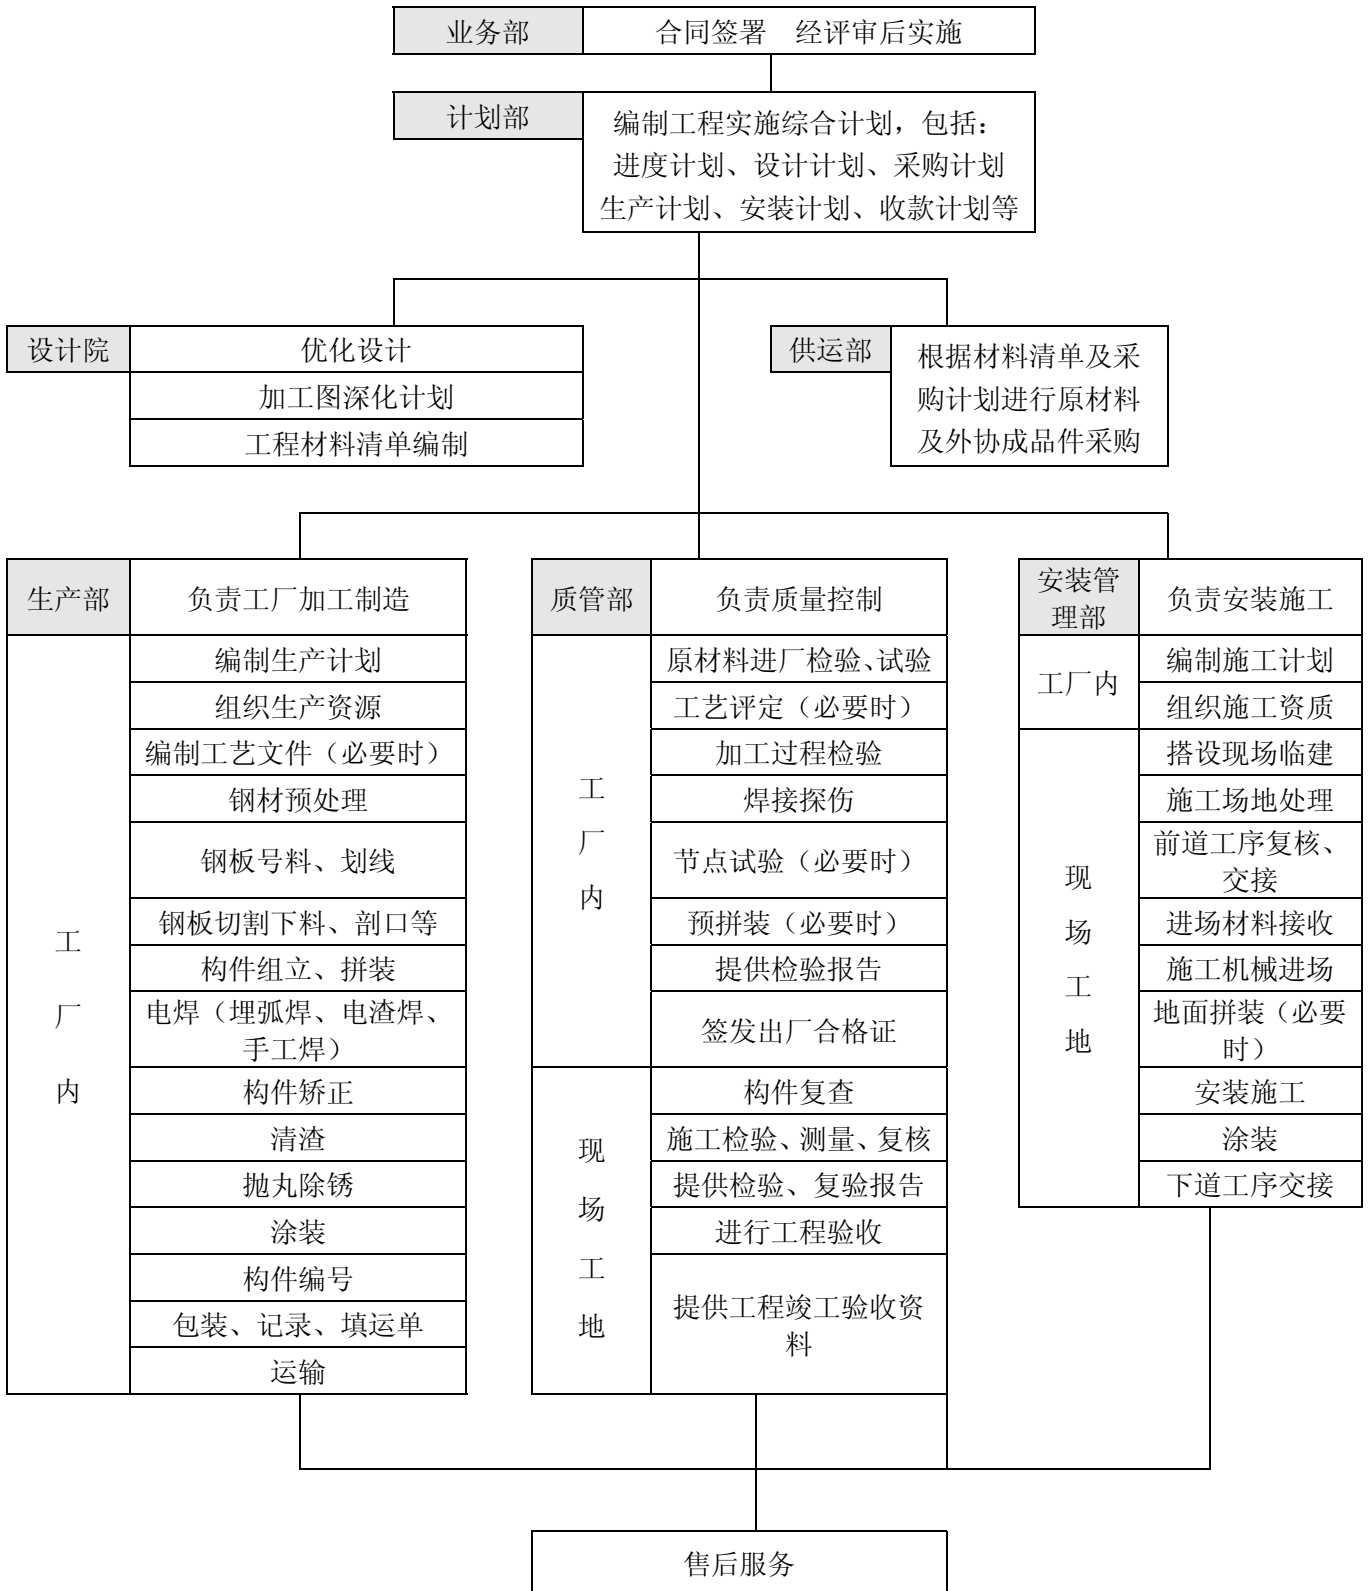 业务部
合同签署　经评审后实施
计划部
编制工程实施综合计划，包括：
进度计划、设计计划、采购计划
生产计划、安装计划、收款计划等
设计院
优化设计
加工图深化计划
工程材料清单编制
供运部
根据材料清单及采
购计划进行原材料
及外协成品件采购
生产部
负责工厂加工制造
工
厂
内
编制生产计划
组织生产资源
编制工艺文件（必要时）
钢材预处理
钢板号料、划线
钢板切割下料、剖口等
构件组立、拼装
电焊（埋弧焊、电渣焊、
手工焊）
构件矫正
清渣
抛丸除锈
涂装
构件编号
包装、记录、填运单
运输
质管部
负责质量控制
工
厂
内
原材料进厂检验、试验
工艺评定（必要时）
加工过程检验
焊接探伤
节点试验（必要时）
预拼装（必要时）
提供检验报告
签发出厂合格证
现
场
工
地
构件复查
施工检验、测量、复核
提供检验、复验报告
进行工程验收
提供工程竣工验收资
料
安装管
理部
负责安装施工
工厂内
编制施工计划
组织施工资质
现
场
工
地
搭设现场临建
施工场地处理
前道工序复核、
交接
进场材料接收
施工机械进场
地面拼装（必要
时）
安装施工
涂装
下道工序交接
售后服务